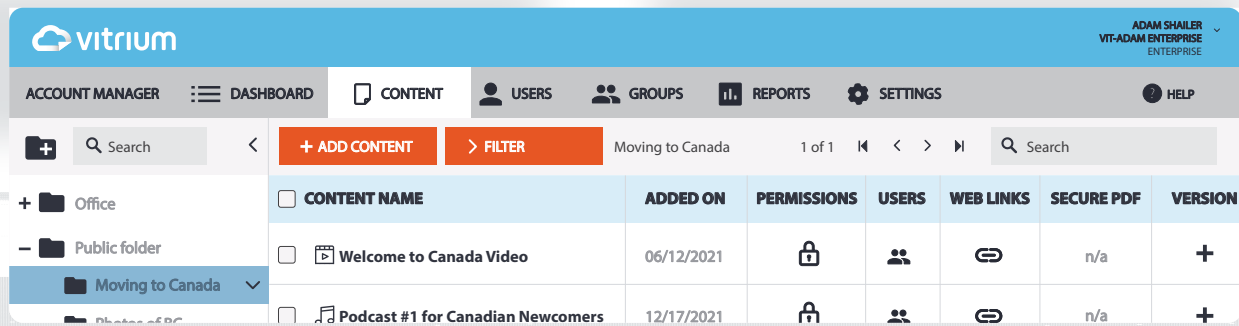 vitrium
ADAM SHAILER
VIT-ADAM ENTERPRISE
ENTERPRISE
ACCOUNT MANAGER DASHBOARD CONTENT USERS GROUPS REPORTS SETTINGS ? HELP
Search + ADD CONTENT > FILTER Moving to Canada 1 of 1 Search
CONTENT NAME ADDED ON PERMISSIONS USERS WEB LINKS SECURE PDF VERSION
+ Office
− Public folder
Welcome to Canada Video 06/12/2021 n/a +
Moving to Canada
Photos of BC
Podcast #1 for Canadian Newcomers 12/17/2021 n/a +